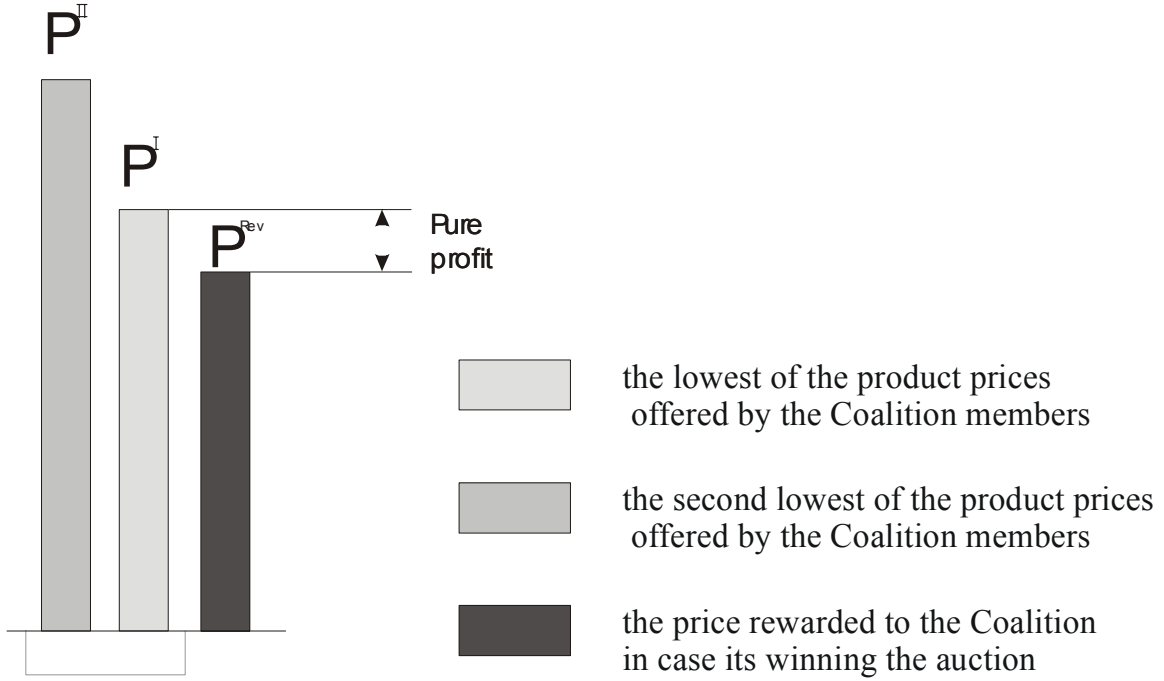 P^II
P^I
P^Rev
Pure
profit
the lowest of the product prices
offered by the Coalition members
the second lowest of the product prices
offered by the Coalition members
the price rewarded to the Coalition
in case its winning the auction